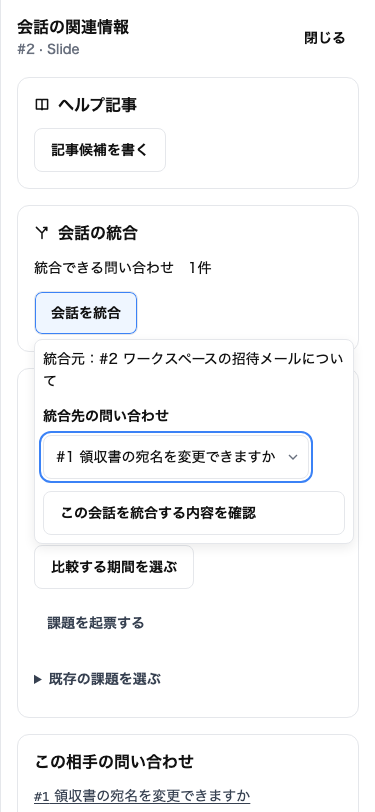 会話の関連情報
#2 · Slide
閉じる
ヘルプ記事
記事候補を書く
会話の統合
統合できる問い合わせ 1件
会話を統合
統合元：#2 ワークスペースの招待メールについ
て
統合先の問い合わせ
#1 領収書の宛名を変更できますか
この会話を統合する内容を確認
比較する期間を選ぶ
課題を起票する
既存の課題を選ぶ
この相手の問い合わせ
#1 領収書の宛名を変更できますか